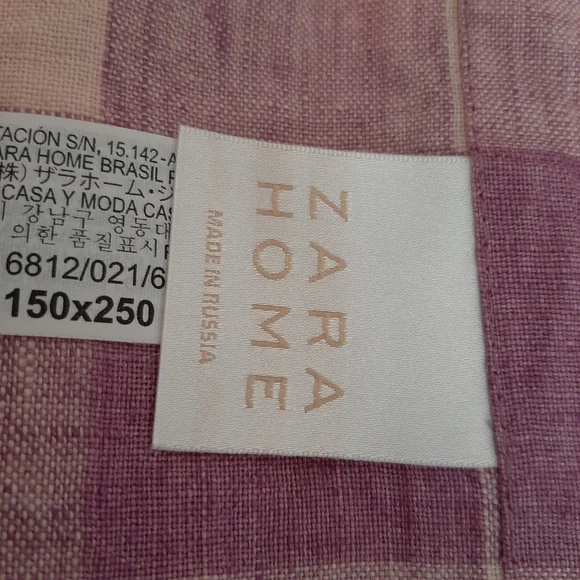 TACIÓN S/N, 15.142-A
ARA HOME BRASIL
(株) ザラホーム・ジ
CASA Y MODA CAS
강남구 영동대
의한 품질표시
6812/021/6
150x250
ZARA
HOME
MADE IN RUSSIA